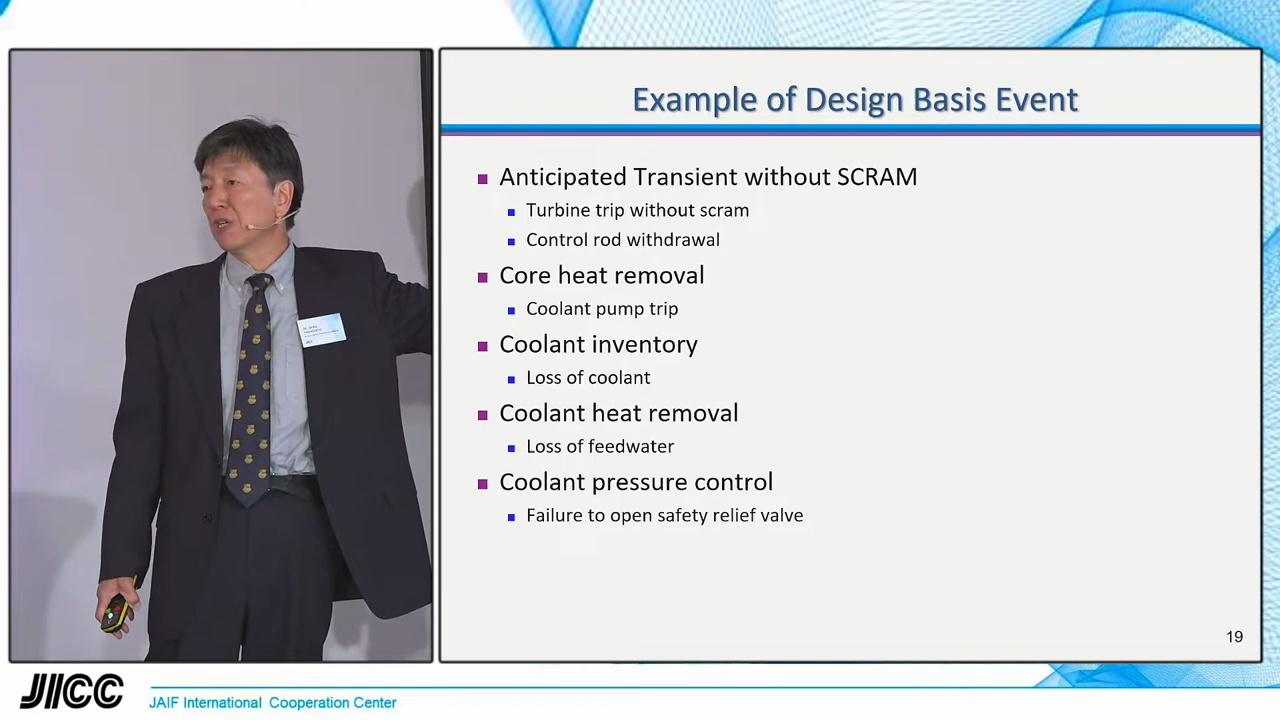 Example of Design Basis Event
Anticipated Transient without SCRAM
Turbine trip without scram
Control rod withdrawal
Core heat removal
Coolant pump trip
Coolant inventory
Loss of coolant
Coolant heat removal
Loss of feedwater
Coolant pressure control
Failure to open safety relief valve
19
JICC
JAIF International Cooperation Center